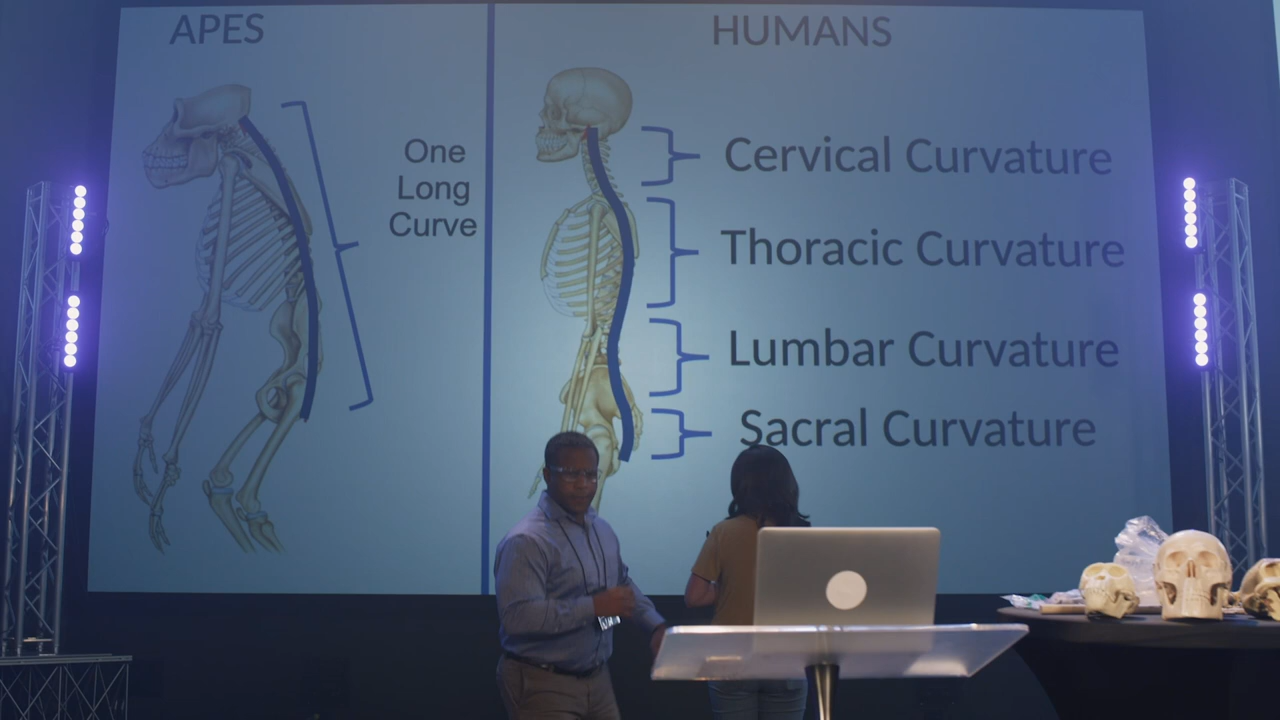 APES
One
Long
Curve
HUMANS
Cervical Curvature
Thoracic Curvature
Lumbar Curvature
Sacral Curvature